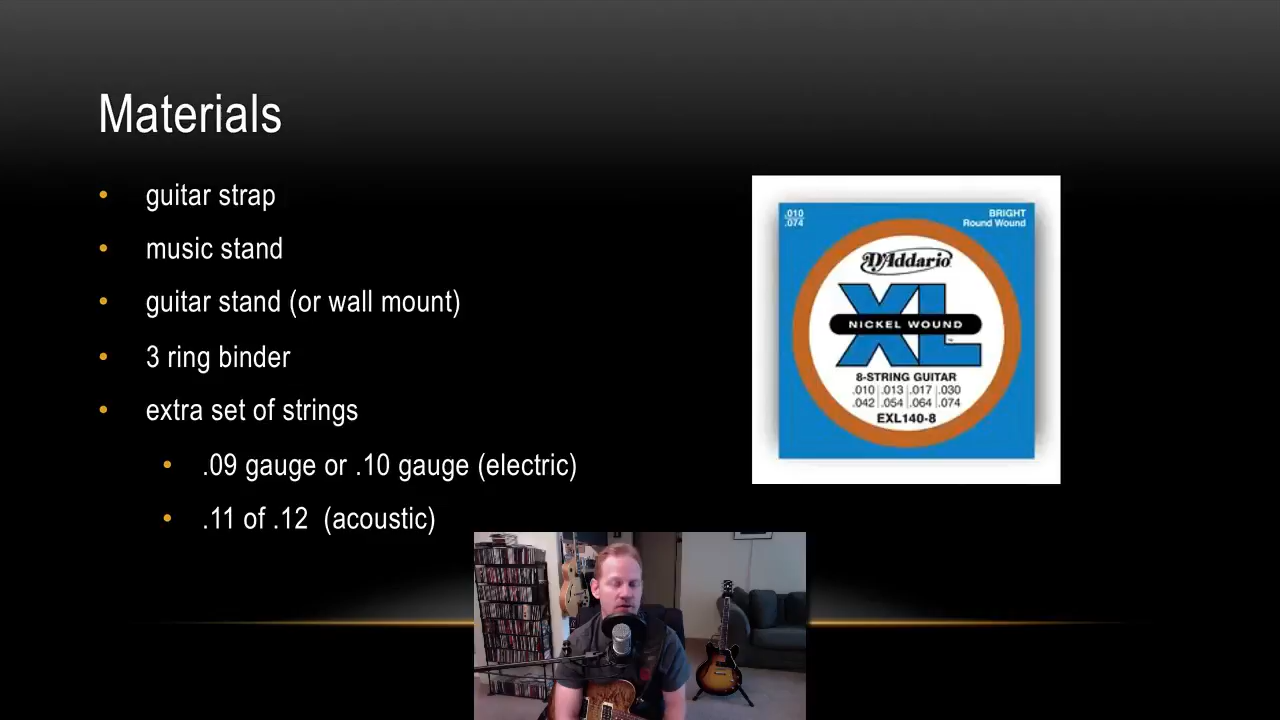 Materials
• guitar strap
• music stand
• guitar stand (or wall mount)
• 3 ring binder
• extra set of strings
• .09 gauge or .10 gauge (electric)
• .11 of .12 (acoustic)
.010
.074
BRIGHT
Round Wound
D'Addario
XL
NICKEL WOUND
8-STRING GUITAR
.010 .013 .017 .030
.042 .054 .064 .074
EXL140-8